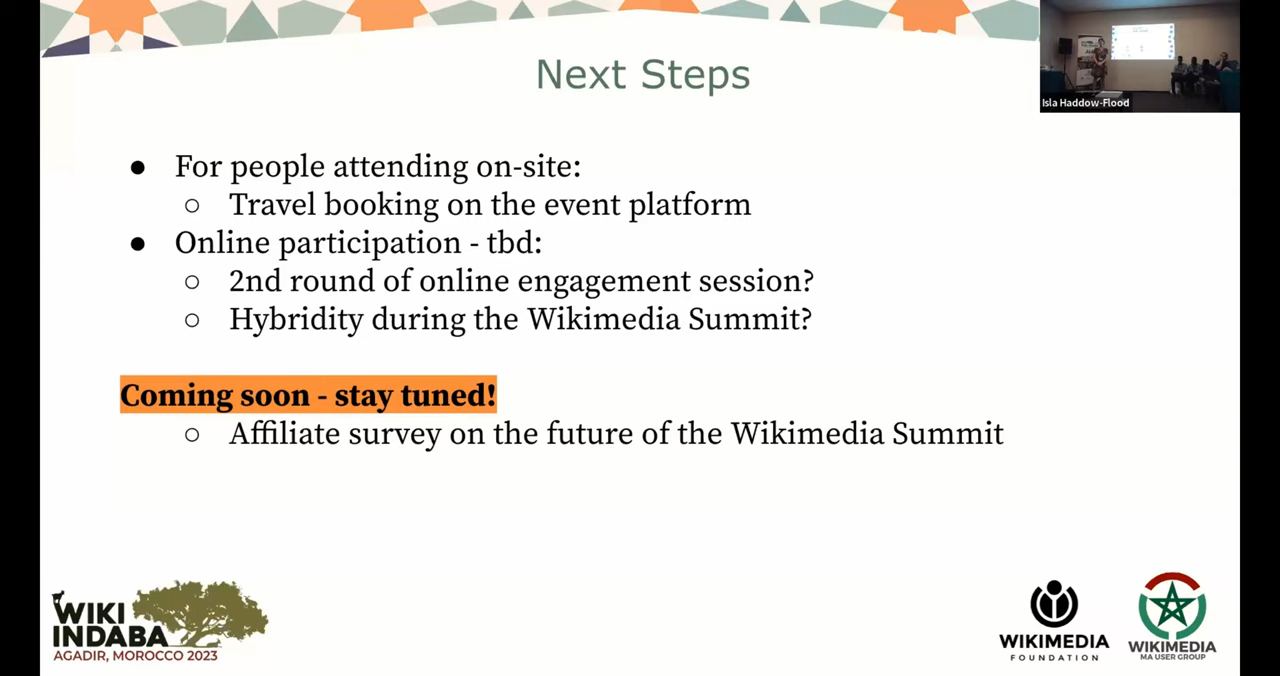 Next Steps
Isla Haddow-Flood
● For people attending on-site:
○ Travel booking on the event platform
● Online participation - tbd:
○ 2nd round of online engagement session?
○ Hybridity during the Wikimedia Summit?
Coming soon - stay tuned!
○ Affiliate survey on the future of the Wikimedia Summit
WIKI
INDABA
AGADIR, MOROCCO 2023
WIKIMEDIA
FOUNDATION
WIKIMEDIA
MA USER GROUP